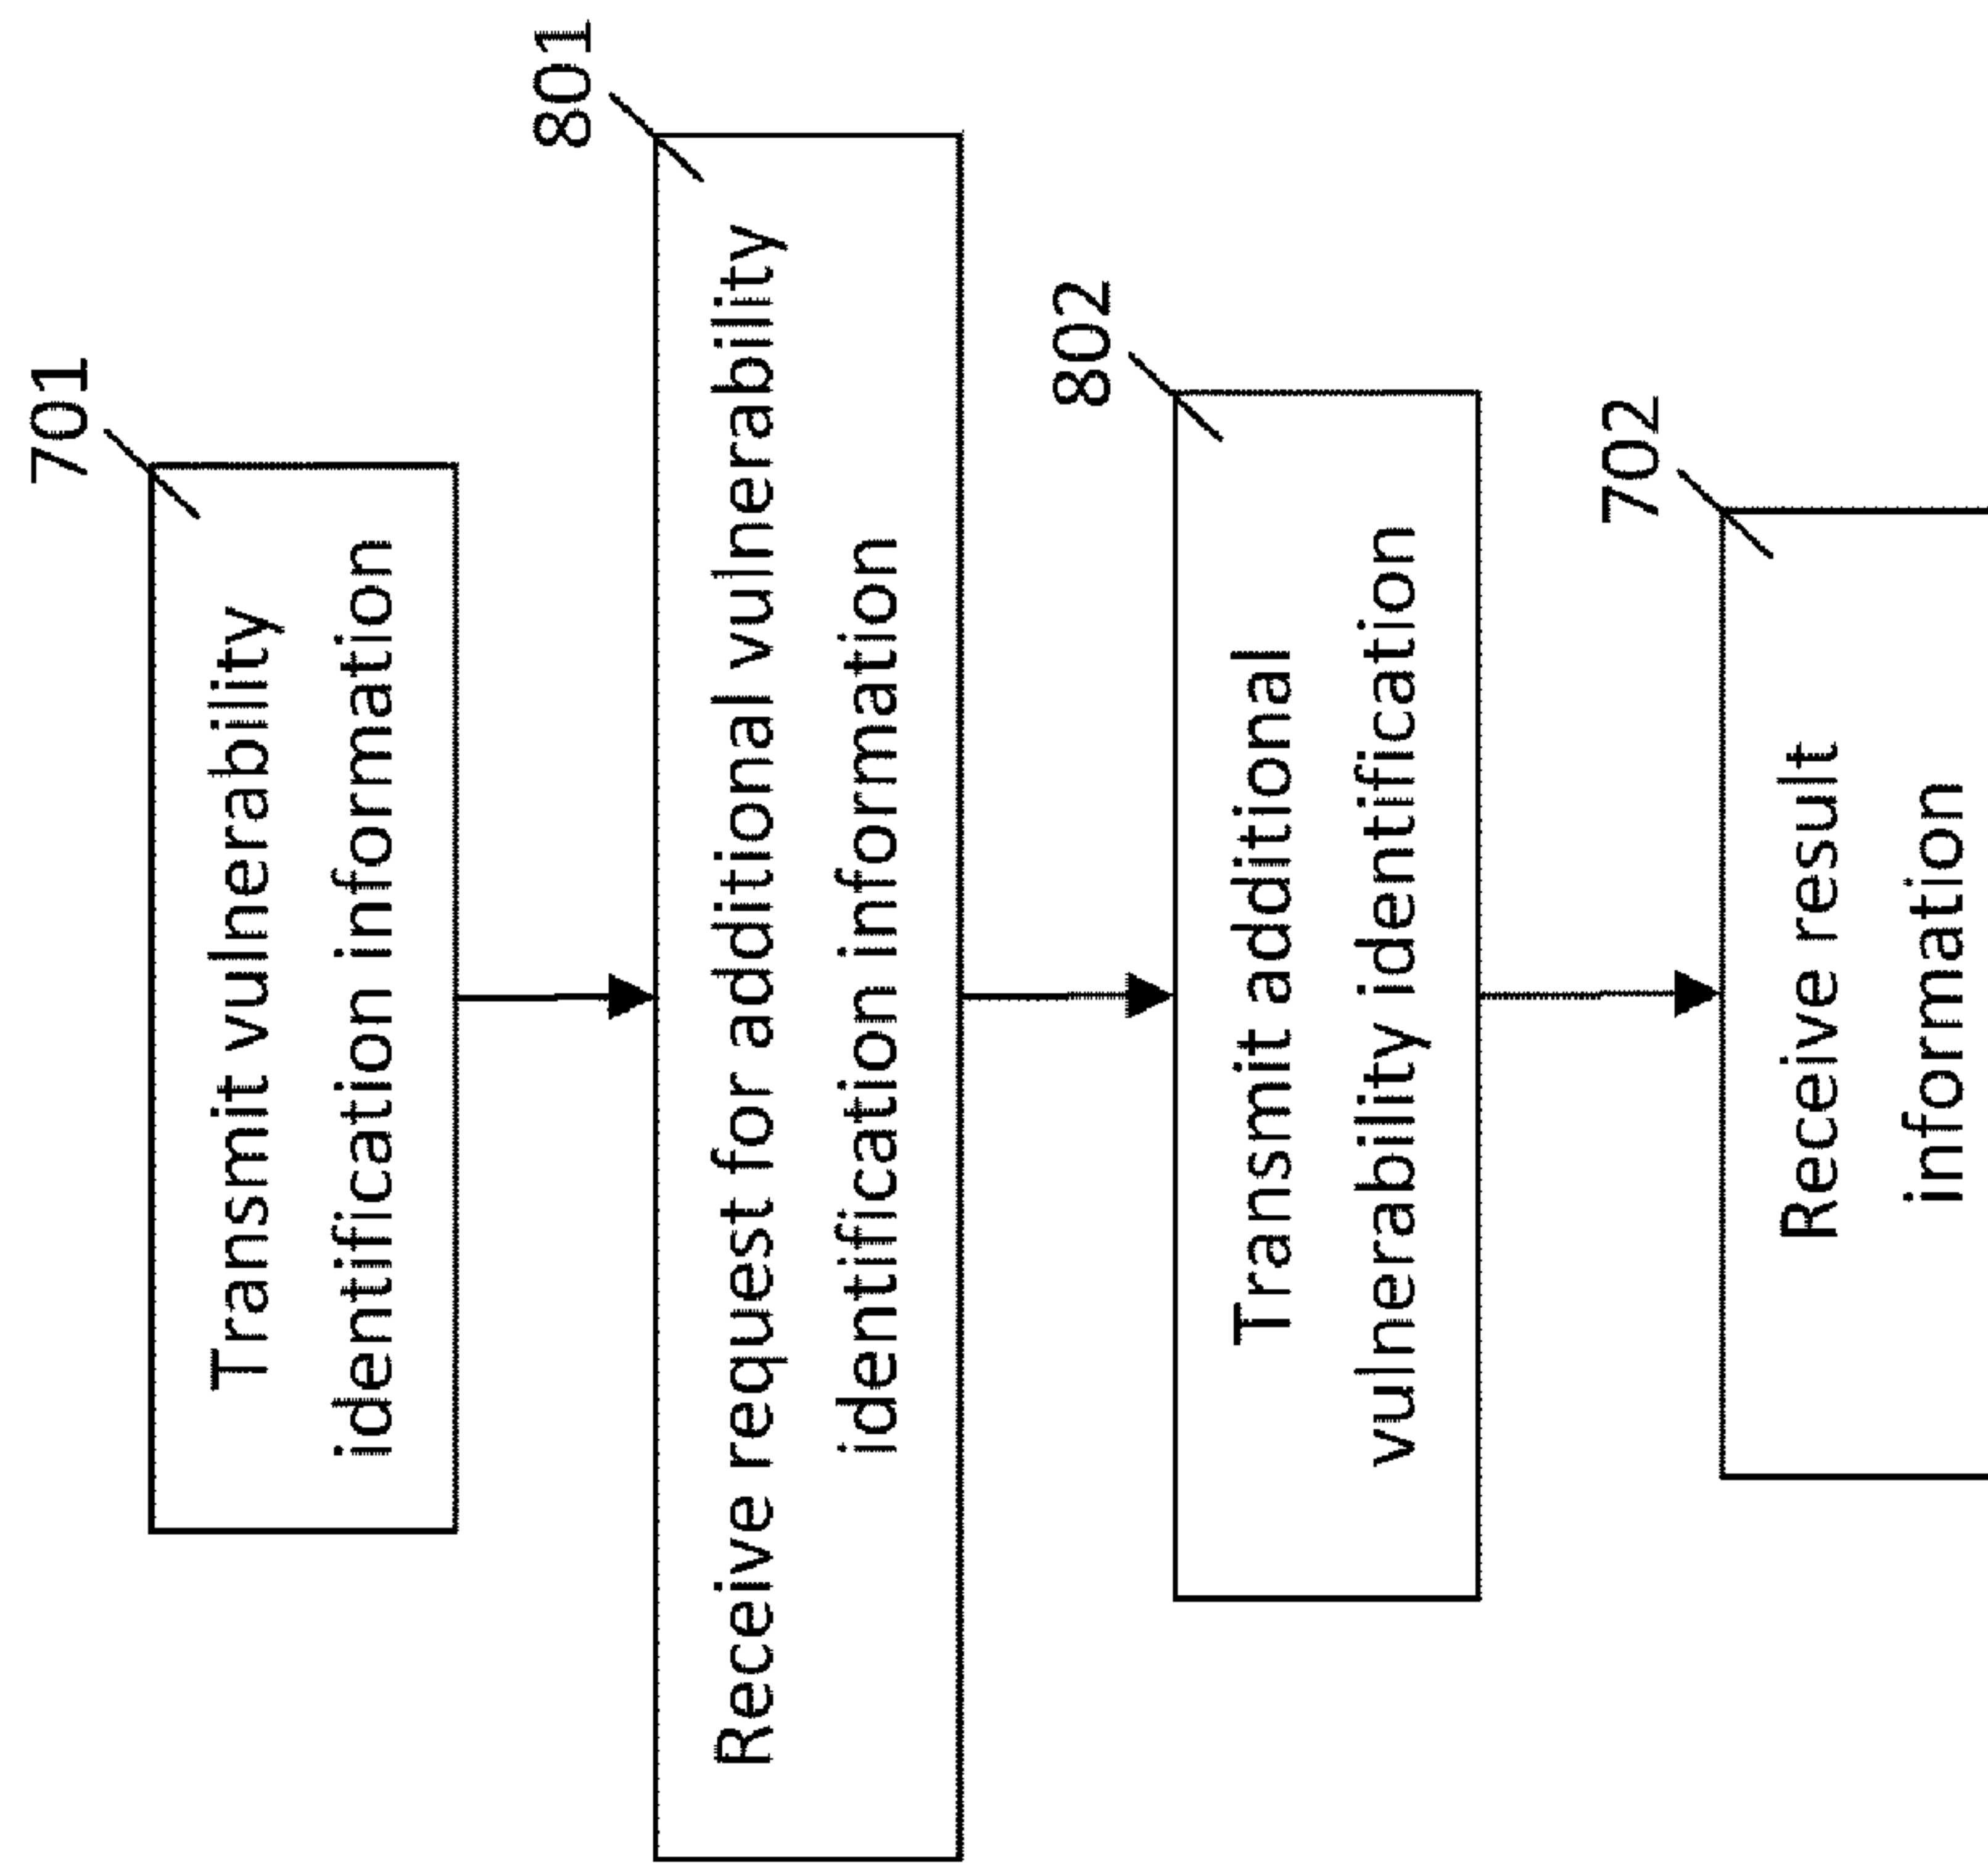 701
Transmit vulnerability
identification information
801
Receive request for additional vulnerability
identification information
802
Transmit additional
vulnerability identification
702
Receive result
information